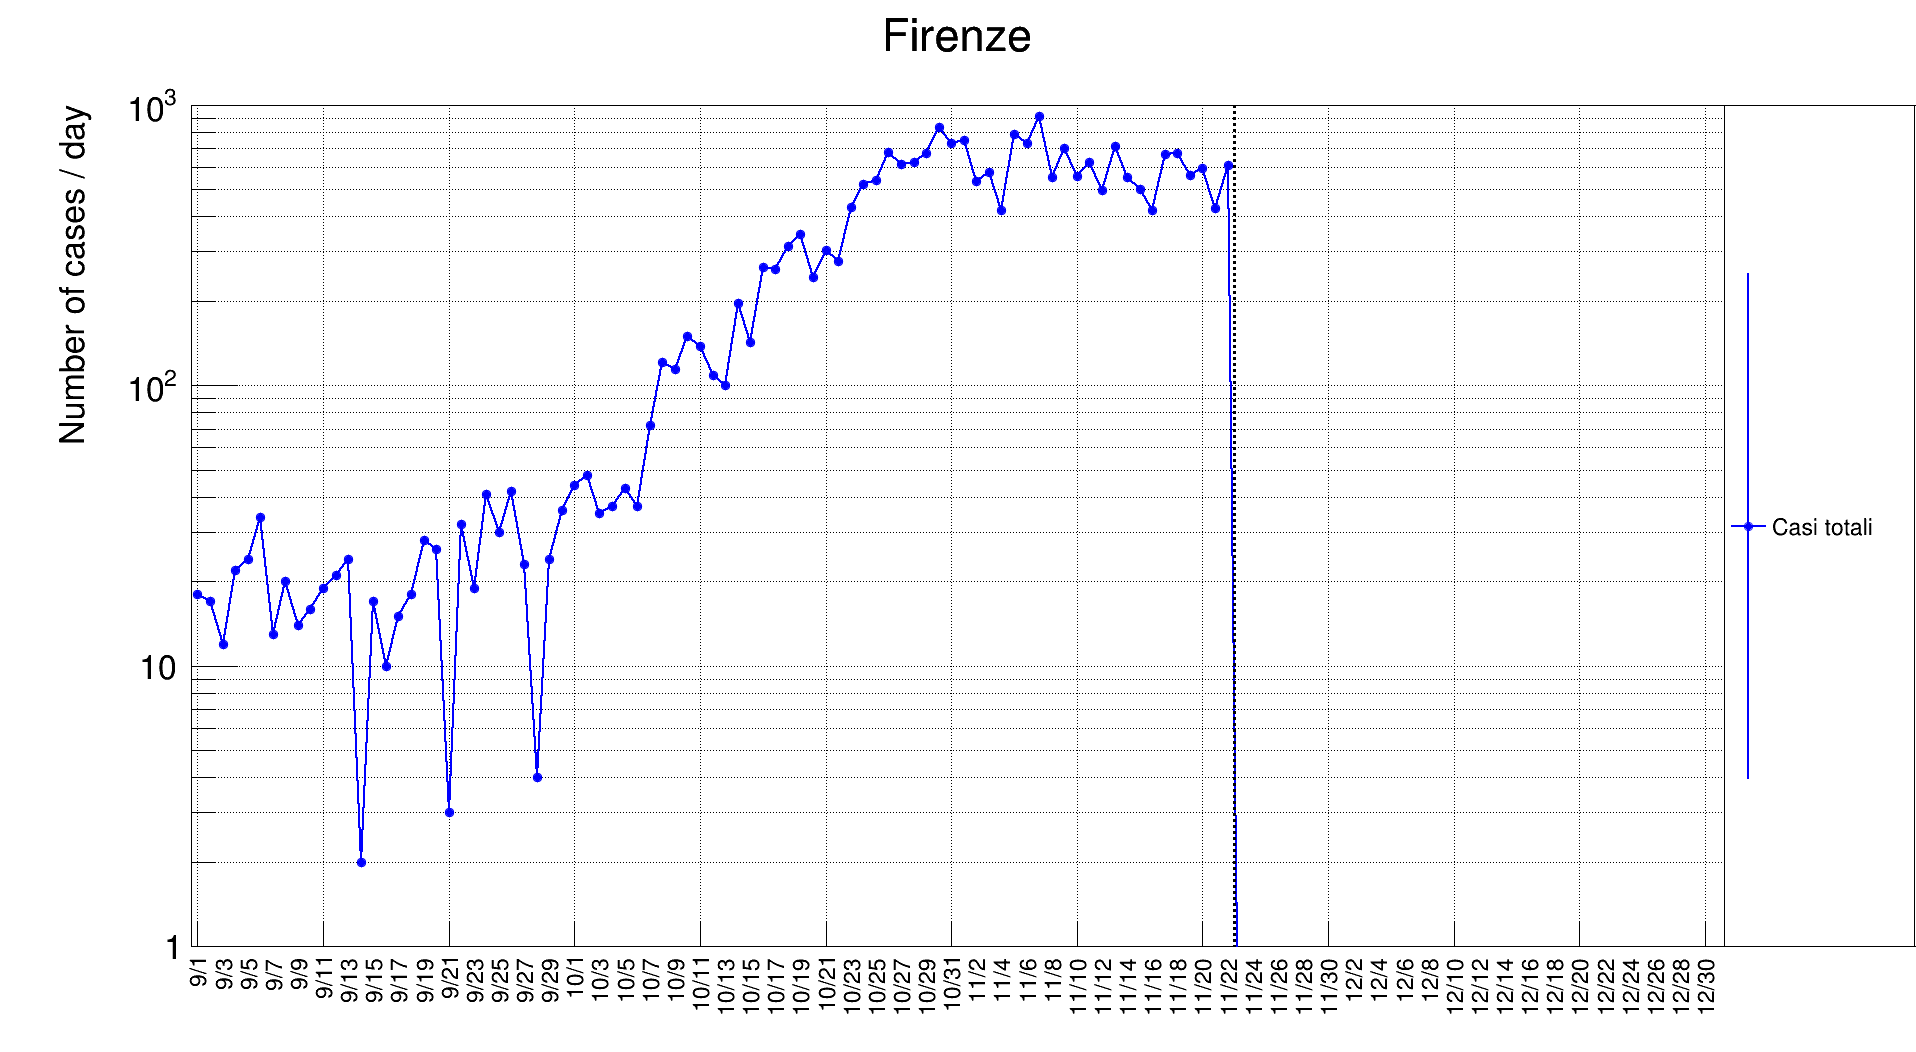 Firenze
Number of cases / day
10³
10²
10
1
9/1 9/3 9/5 9/7 9/9 9/11 9/13 9/15 9/17 9/19 9/21 9/23 9/25 9/27 9/29 10/1 10/3 10/5 10/7 10/9 10/11 10/13 10/15 10/17 10/19 10/21 10/23 10/25 10/27 10/29 10/31 11/2 11/4 11/6 11/8 11/10 11/12 11/14 11/16 11/18 11/20 11/22 11/24 11/26 11/28 11/30 12/2 12/4 12/6 12/8 12/10 12/12 12/14 12/16 12/18 12/20 12/22 12/24 12/26 12/28 12/30
Casi totali